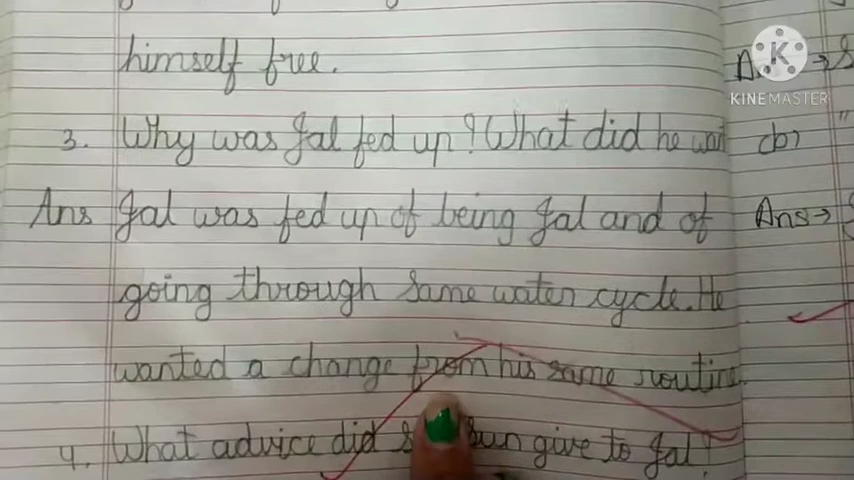 himself free.
3. Why was Jal fed up? What did he want
Ans Jal was fed up of being Jal and of
going through same water cycle. He
wanted a change from his same routine.
4. What advice did sun give to Jal?
Ans →
(b)
Ans →
KINEMASTER